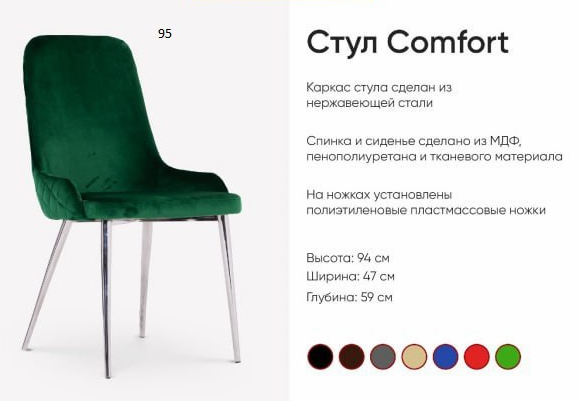 95
Стул Comfort
Каркас стула сделан из
нержавеющей стали
Спинка и сиденье сделано из МДФ,
пенополиуретана и тканевого материала
На ножках установлены
полиэтиленовые пластмассовые ножки
Высота: 94 см
Ширина: 47 см
Глубина: 59 см